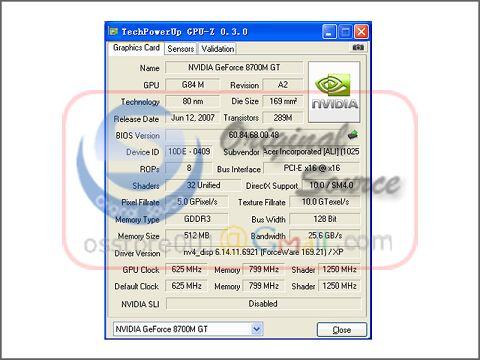 TechPowerUp GPU-Z 0.3.0
Graphics Card Sensors Validation
Name NVIDIA GeForce 8700M GT
GPU G84M Revision A2
Technology 80 nm Die Size 169 mm²
Release Date Jun 12, 2007 Transistors 289M
NVIDIA
BIOS Version 60.84.68.00.48
Device ID 10DE - 0409 Subvendor Acer Incorporated [ALI] (1025
ROPs 8 Bus Interface PCI-E x16 @ x16
Shaders 32 Unified DirectX Support 10.0 / SM4.0
Pixel Fillrate 5.0 GPixel/s Texture Fillrate 10.0 GTexel/s
Memory Type GDDR3 Bus Width 128 Bit
Memory Size 512 MB Bandwidth 25.6 GB/s
Driver Version nv4_disp 6.14.11.6921 (ForceWare 169.21) / XP
GPU Clock 625 MHz Memory 799 MHz Shader 1250 MHz
Default Clock 625 MHz Memory 799 MHz Shader 1250 MHz
NVIDIA SLI Disabled
NVIDIA GeForce 8700M GT Close
Original
Source
osstore001@Gmail.com